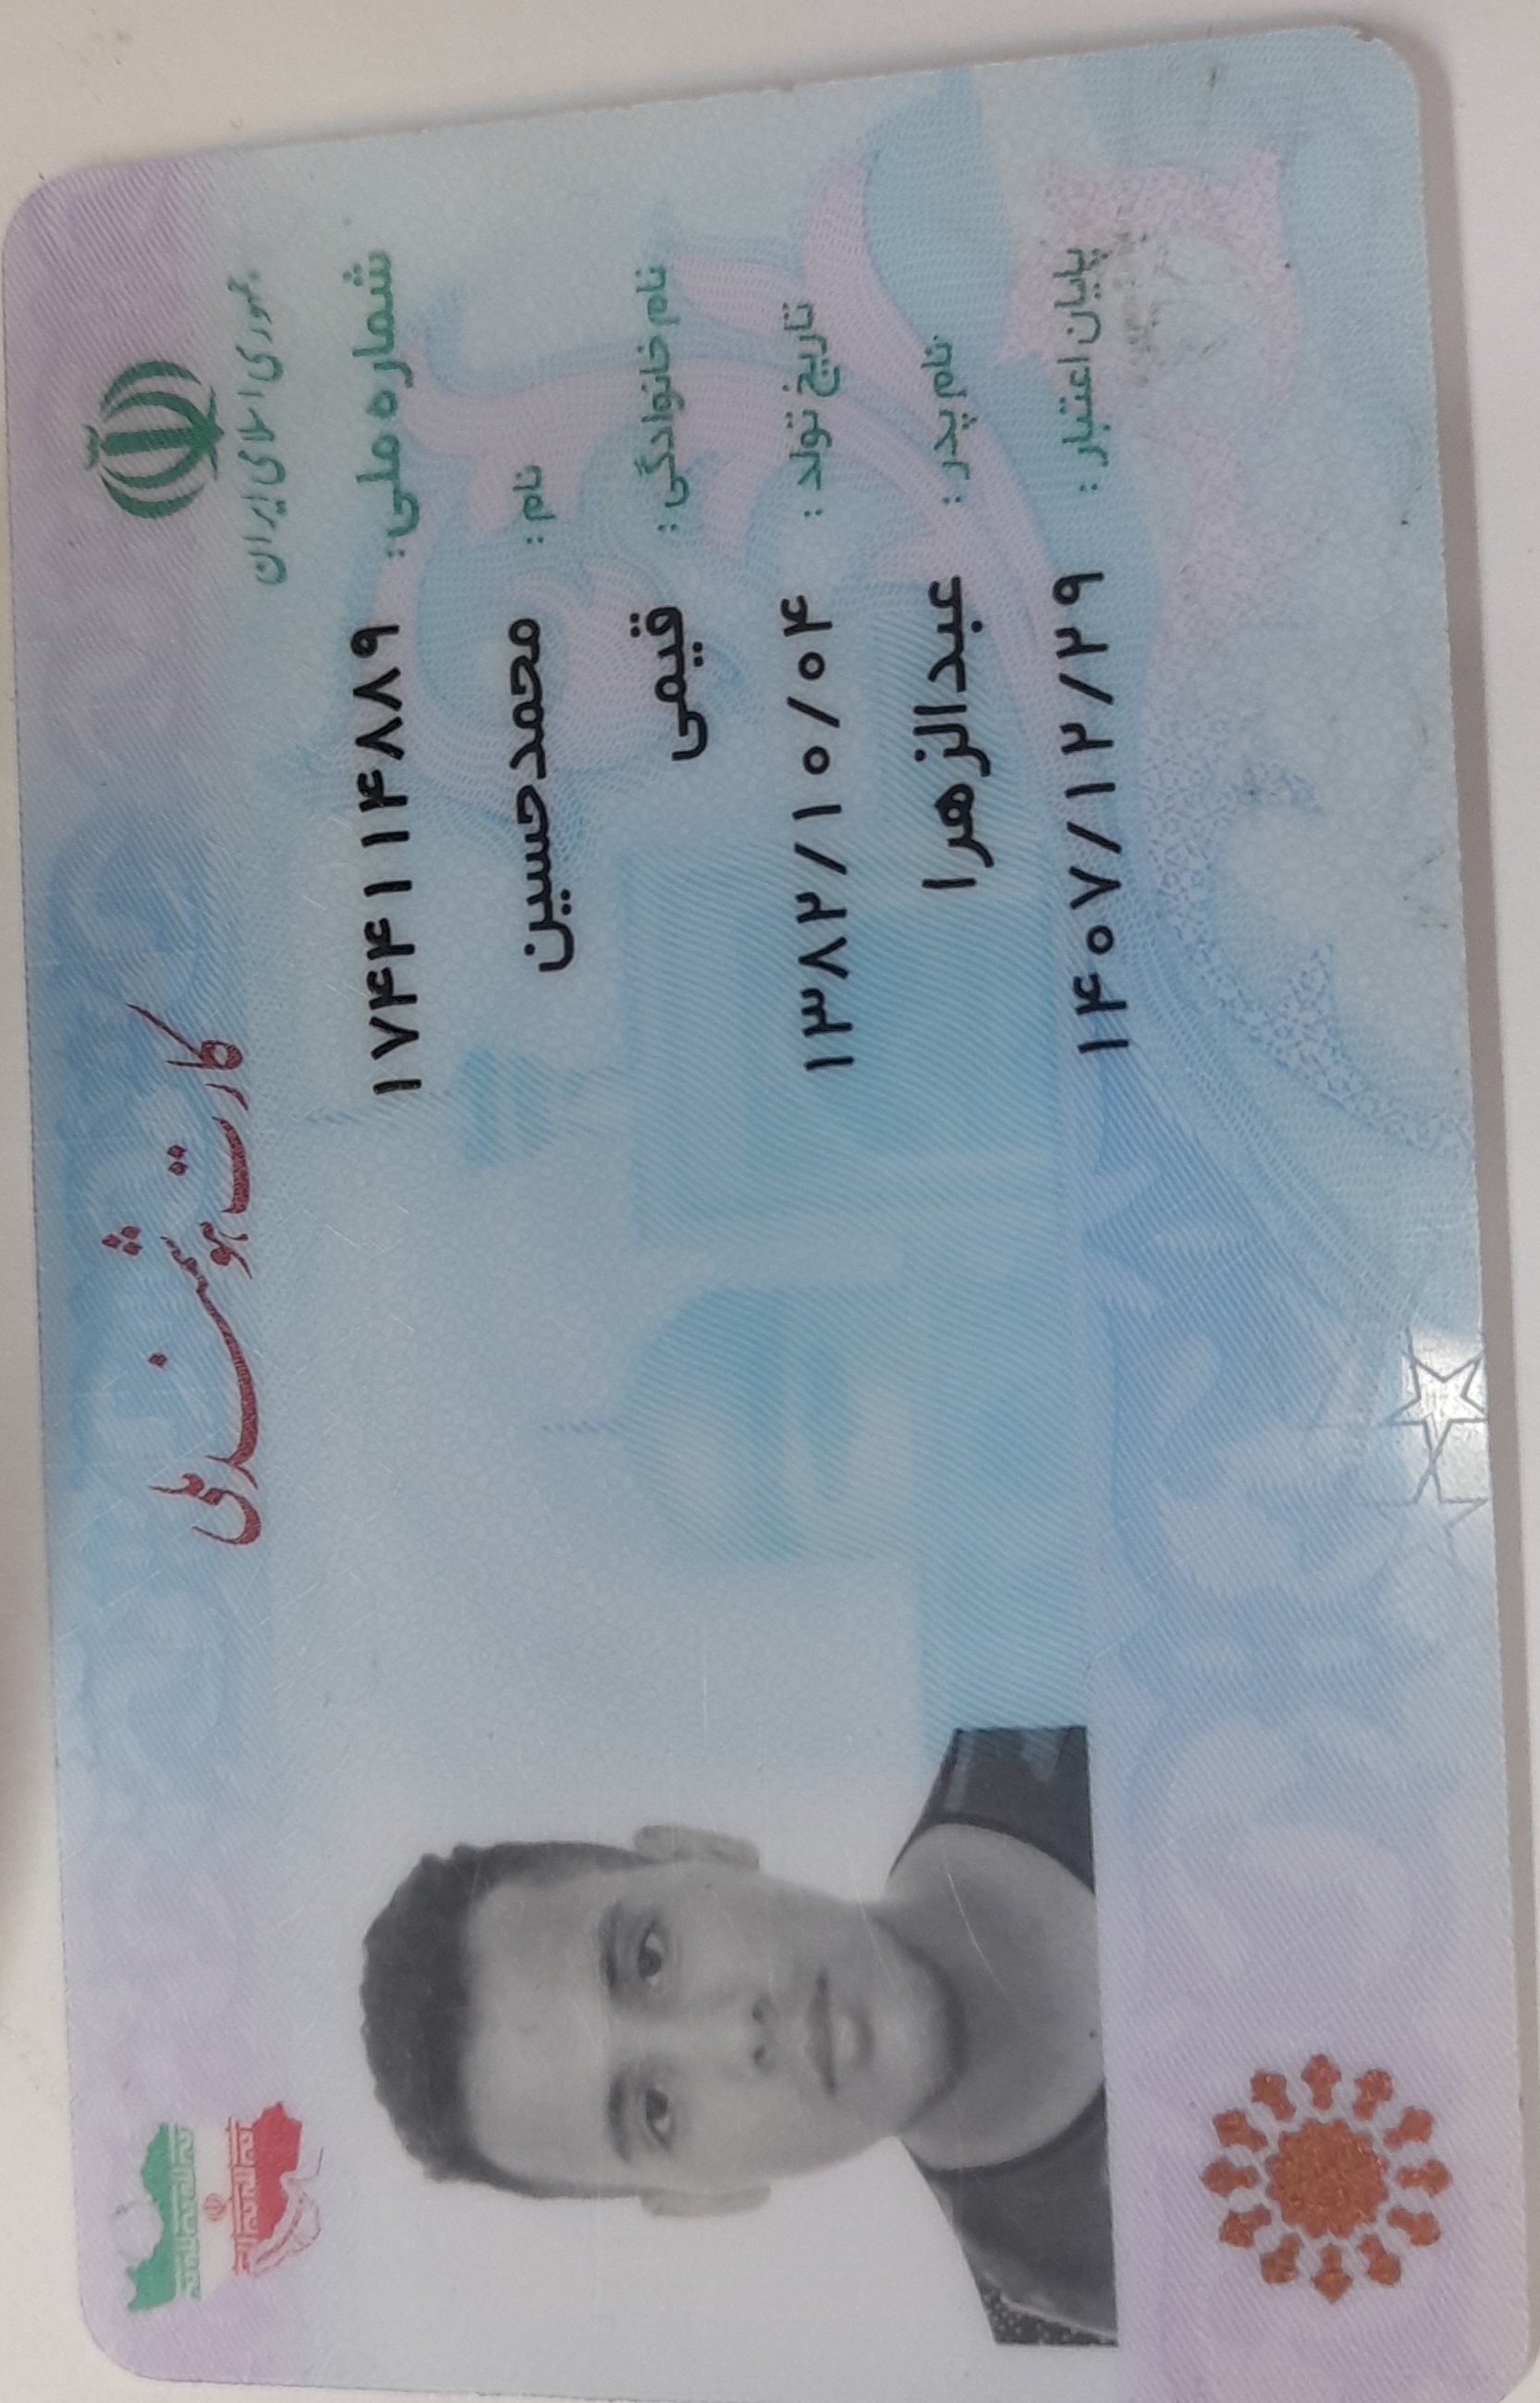 جمهوری اسلامی ایران
کارت هوشمند ملی
شماره ملی: ۱۷۴۴۱۱۴۸۸۹
نام: محمدحسین
نام خانوادگی: قیمی
تاریخ تولد: ۱۳۸۲/۱۰/۰۴
نام پدر: عبدالزهرا
پایان اعتبار: ۱۴۰۷/۱۲/۲۹